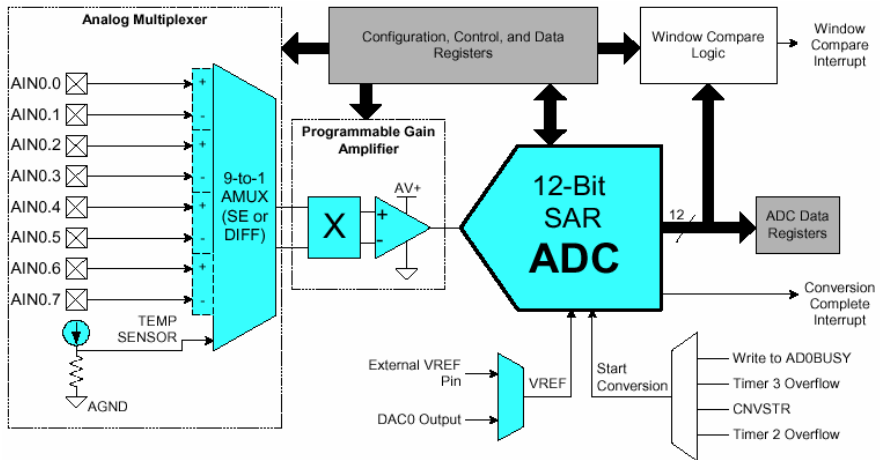 Analog Multiplexer
Configuration, Control, and Data
Registers
Window Compare
Logic
Window
Compare
Interrupt
AIN0.0
AIN0.1
AIN0.2
AIN0.3
AIN0.4
AIN0.5
AIN0.6
AIN0.7
+
-
+
-
+
-
+
-
9-to-1
AMUX
(SE or
DIFF)
TEMP
SENSOR
AGND
Programmable Gain
Amplifier
X
+
-
AV+
12-Bit
SAR
ADC
12
ADC Data
Registers
Conversion
Complete
Interrupt
External VREF
Pin
DAC0 Output
VREF
Start
Conversion
Write to AD0BUSY
Timer 3 Overflow
CNVSTR
Timer 2 Overflow